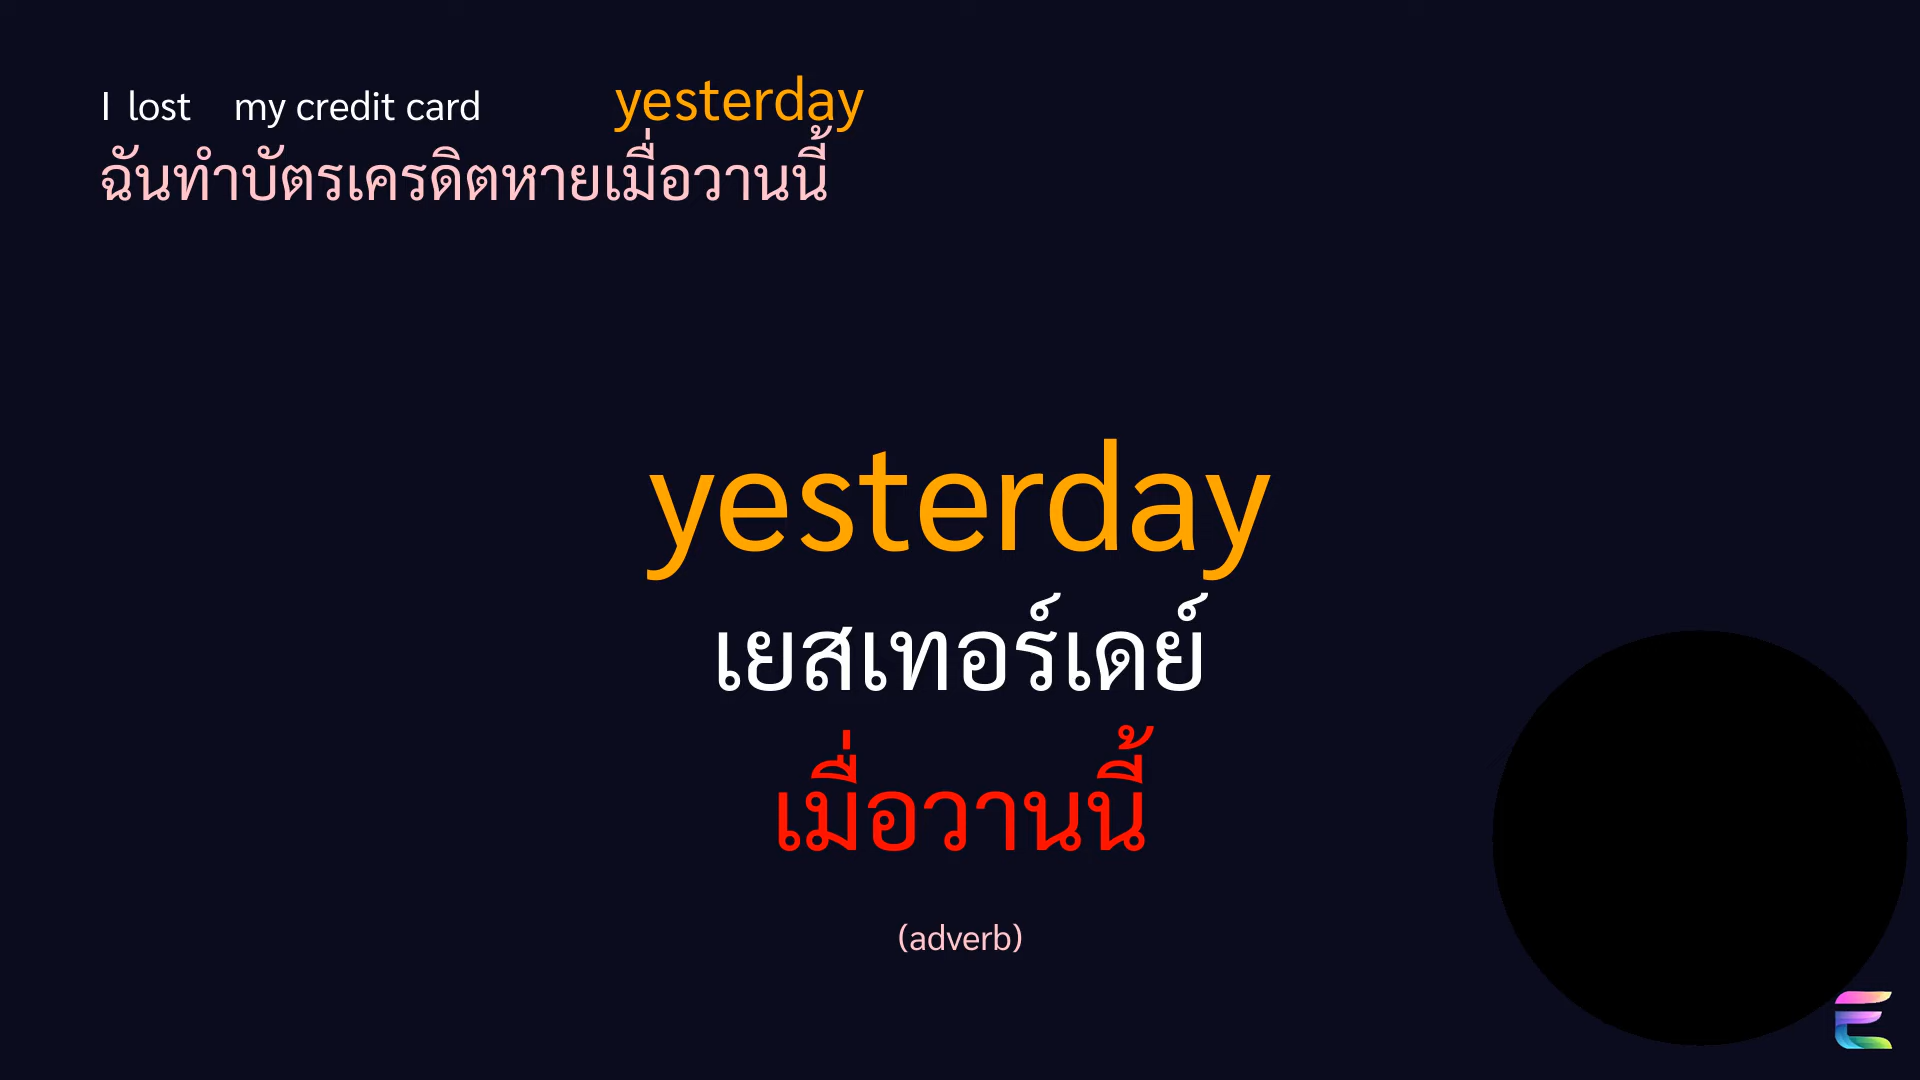 I lost my credit card yesterday
ฉันทำบัตรเครดิตหายเมื่อวานนี้
yesterday
เยสเทอร์เดย์
เมื่อวานนี้
(adverb)